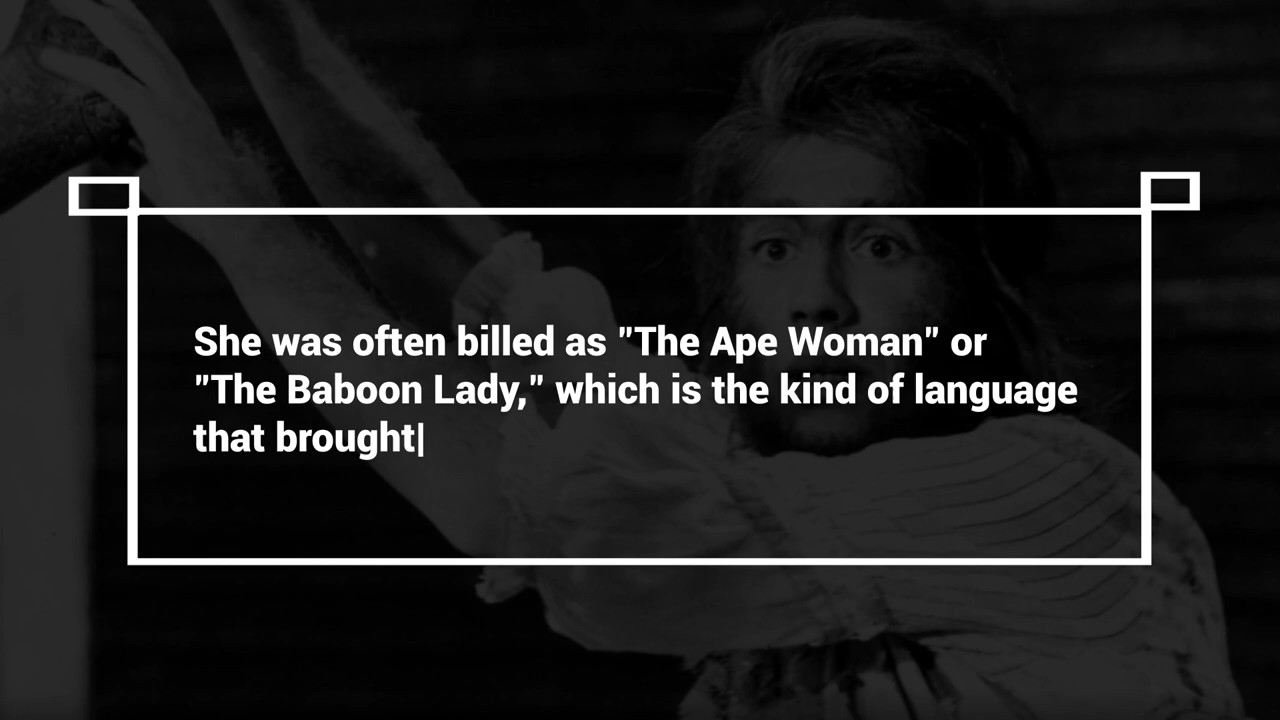 She was often billed as "The Ape Woman" or
"The Baboon Lady," which is the kind of language
that brought|